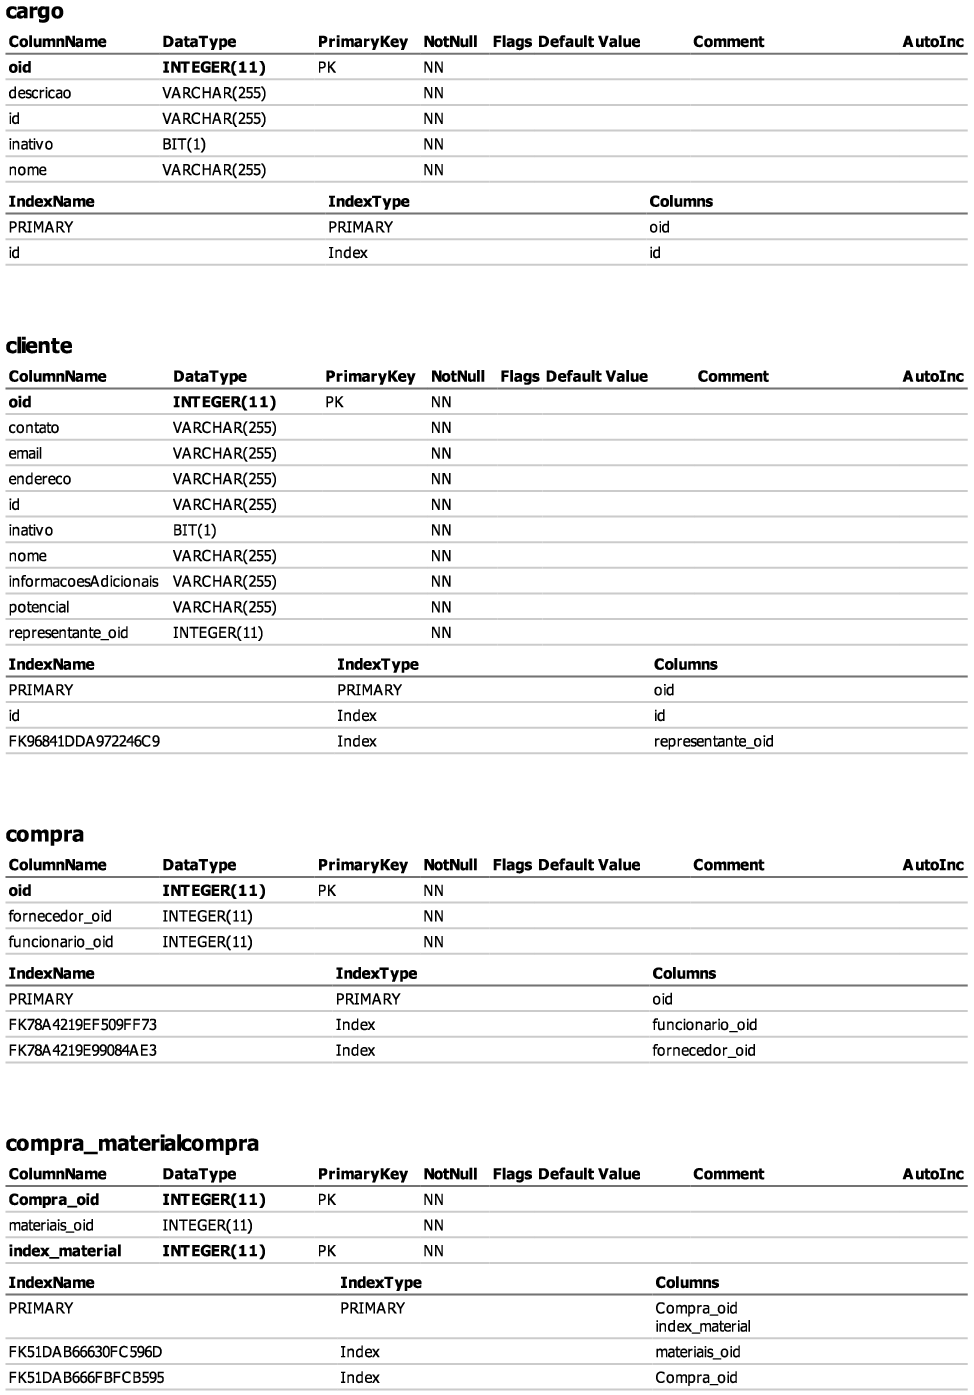 cargo
ColumnName DataType PrimaryKey NotNull Flags Default Value Comment AutoInc
oid INTEGER(11) PK NN
descricao VARCHAR(255) NN
id VARCHAR(255) NN
inativo BIT(1) NN
nome VARCHAR(255) NN
IndexName IndexType Columns
PRIMARY PRIMARY oid
id Index id
cliente
ColumnName DataType PrimaryKey NotNull Flags Default Value Comment AutoInc
oid INTEGER(11) PK NN
contato VARCHAR(255) NN
email VARCHAR(255) NN
endereco VARCHAR(255) NN
id VARCHAR(255) NN
inativo BIT(1) NN
nome VARCHAR(255) NN
informacoesAdicionais VARCHAR(255) NN
potencial VARCHAR(255) NN
representante_oid INTEGER(11) NN
IndexName IndexType Columns
PRIMARY PRIMARY oid
id Index id
FK96841DDA972246C9 Index representante_oid
compra
ColumnName DataType PrimaryKey NotNull Flags Default Value Comment AutoInc
oid INTEGER(11) PK NN
fornecedor_oid INTEGER(11) NN
funcionario_oid INTEGER(11) NN
IndexName IndexType Columns
PRIMARY PRIMARY oid
FK78A4219EF509FF73 Index funcionario_oid
FK78A4219E99084AE3 Index fornecedor_oid
compra_materialcompra
ColumnName DataType PrimaryKey NotNull Flags Default Value Comment AutoInc
Compra_oid INTEGER(11) PK NN
materiais_oid INTEGER(11) NN
index_material INTEGER(11) PK NN
IndexName IndexType Columns
PRIMARY PRIMARY Compra_oid
index_material
FK51DAB66630FC596D Index materiais_oid
FK51DAB666FBFCB595 Index Compra_oid